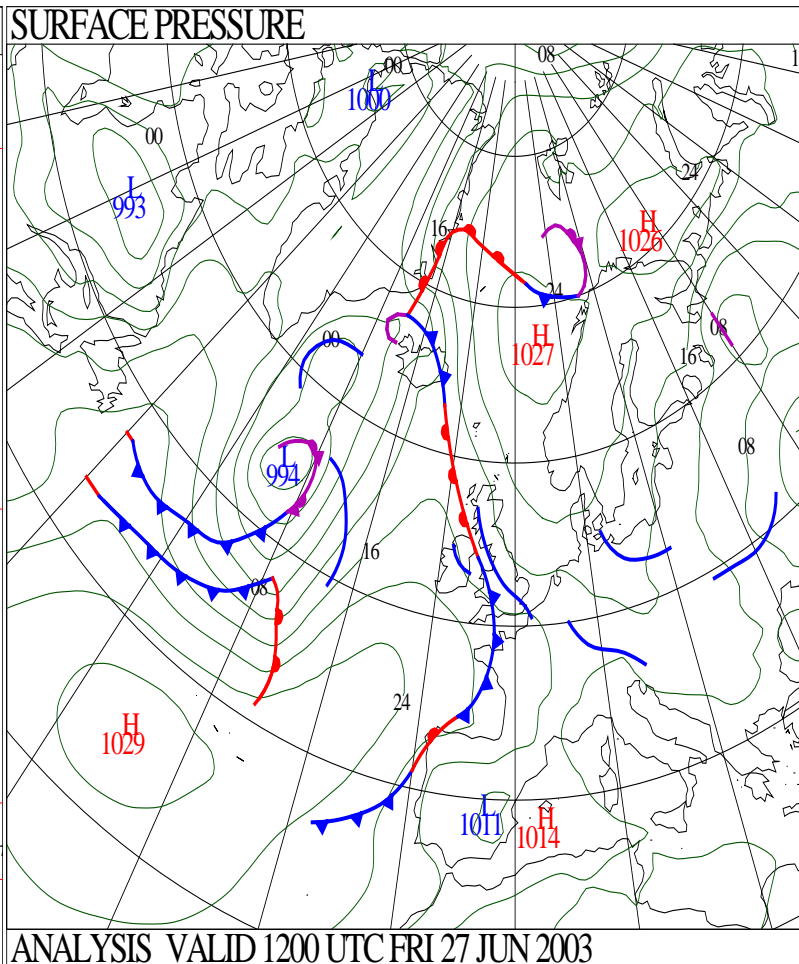 SURFACE PRESSURE
00
08
1
L
1000
00
24
L
993
16
H
1026
24
08
00
H
1027
16
08
L
994
16
08
24
H
1029
L
1011
H
1014
ANALYSIS VALID 1200 UTC FRI 27 JUN 2003